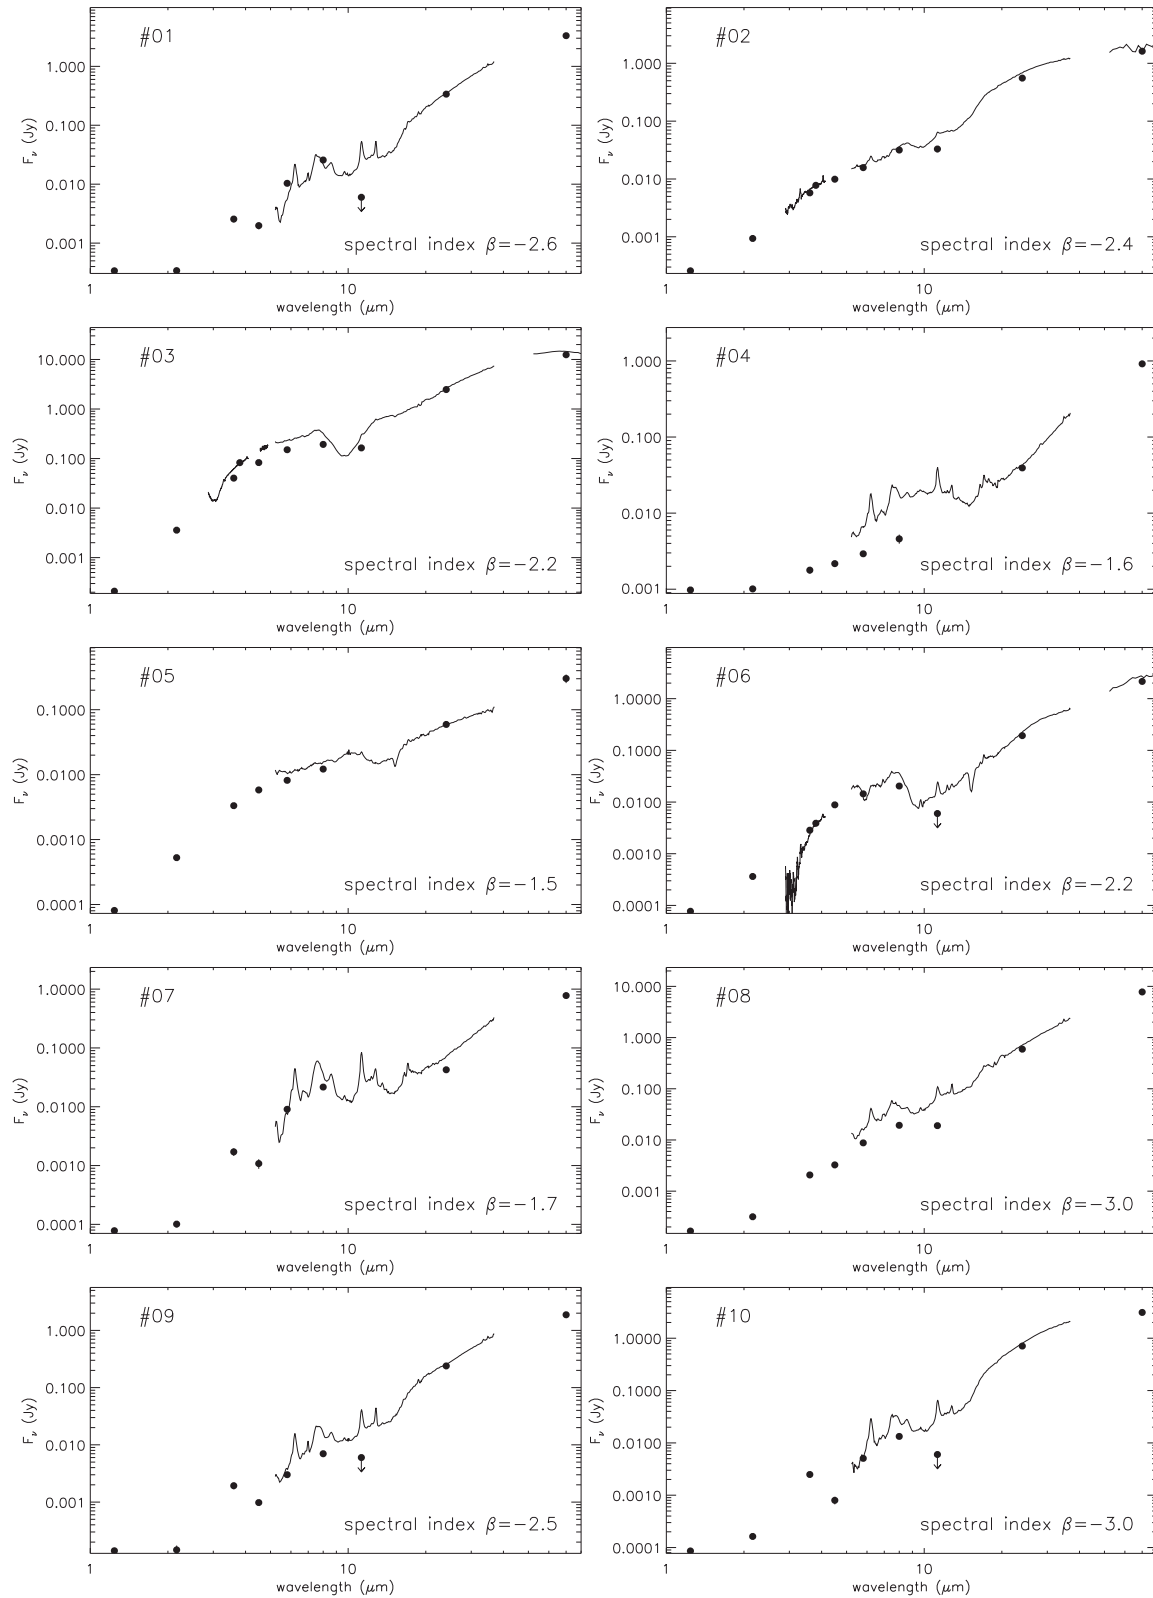 #01
1.000
0.100
0.010
0.001
F_ν (Jy)
spectral index β=−2.6
1
10
wavelength (μm)
#02
1.000
0.100
0.010
0.001
F_ν (Jy)
spectral index β=−2.4
1
10
wavelength (μm)
#03
10.000
1.000
0.100
0.010
0.001
F_ν (Jy)
spectral index β=−2.2
1
10
wavelength (μm)
#04
1.000
0.100
0.010
0.001
F_ν (Jy)
spectral index β=−1.6
1
10
wavelength (μm)
#05
0.1000
0.0100
0.0010
0.0001
F_ν (Jy)
spectral index β=−1.5
1
10
wavelength (μm)
#06
1.0000
0.1000
0.0100
0.0010
0.0001
F_ν (Jy)
spectral index β=−2.2
1
10
wavelength (μm)
#07
1.0000
0.1000
0.0100
0.0010
0.0001
F_ν (Jy)
spectral index β=−1.7
1
10
wavelength (μm)
#08
10.000
1.000
0.100
0.010
0.001
F_ν (Jy)
spectral index β=−3.0
1
10
wavelength (μm)
#09
1.000
0.100
0.010
0.001
F_ν (Jy)
spectral index β=−2.5
1
10
wavelength (μm)
#10
1.0000
0.1000
0.0100
0.0010
0.0001
F_ν (Jy)
spectral index β=−3.0
1
10
wavelength (μm)